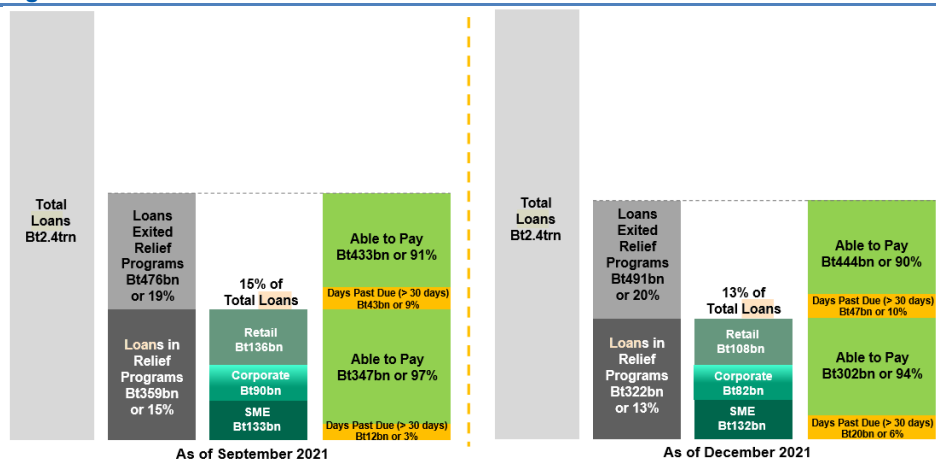 Total
Loans
Bt2.4trn
Loans
Exited
Relief
Programs
Bt476bn
or 19%
Loans in
Relief
Programs
Bt359bn
or 15%
15% of
Total Loans
Retail
Bt136bn
Corporate
Bt90bn
SME
Bt133bn
Able to Pay
Bt433bn or 91%
Days Past Due (> 30 days)
Bt43bn or 9%
Able to Pay
Bt347bn or 97%
Days Past Due (> 30 days)
Bt12bn or 3%
As of September 2021
Total
Loans
Bt2.4trn
Loans
Exited
Relief
Programs
Bt491bn
or 20%
Loans in
Relief
Programs
Bt322bn
or 13%
13% of
Total Loans
Retail
Bt108bn
Corporate
Bt82bn
SME
Bt132bn
Able to Pay
Bt444bn or 90%
Days Past Due (> 30 days)
Bt47bn or 10%
Able to Pay
Bt302bn or 94%
Days Past Due (> 30 days)
Bt20bn or 6%
As of December 2021